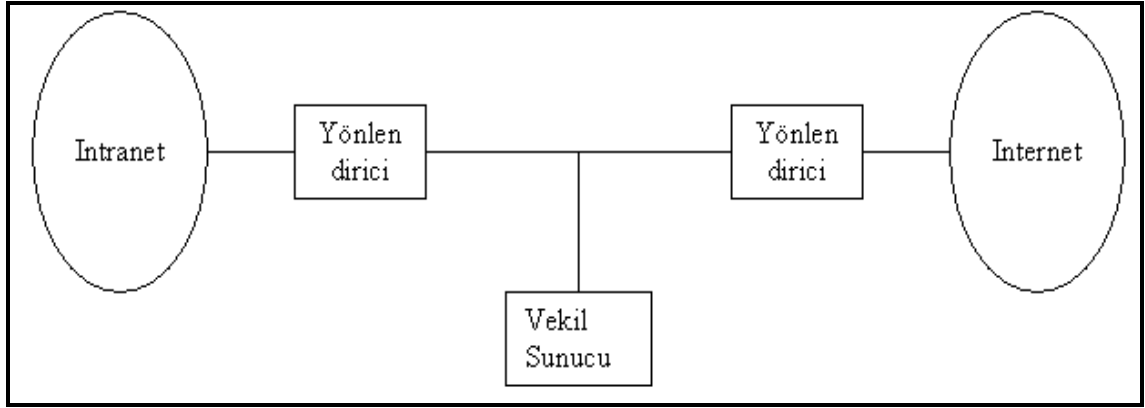 Intranet
Yönlen
dirici
Yönlen
dirici
Internet
Vekil
Sunucu